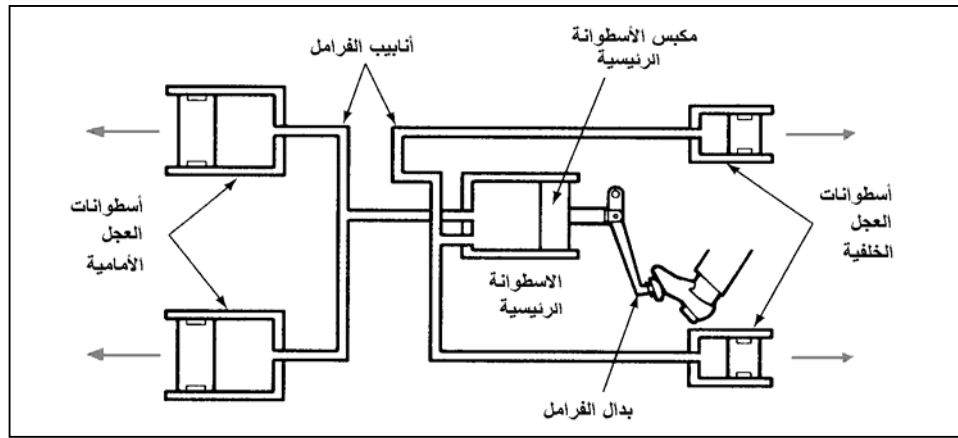 مكبس الأسطوانة
الرئيسية
أنابيب الفرامل
أسطوانات
العجل
الخلفية
أسطوانات
العجل
الأمامية
الاسطوانة
الرئيسية
بدال الفرامل